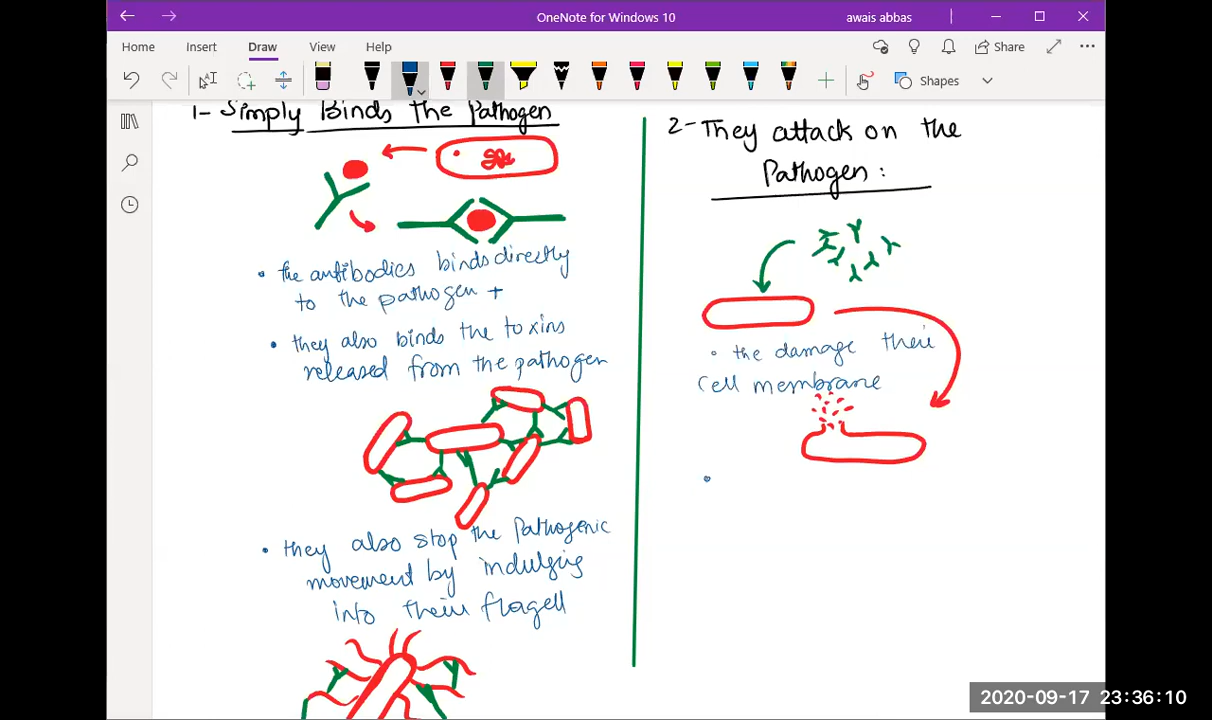 OneNote for Windows 10
awais abbas
Home
Insert
Draw
View
Help
Share
Shapes
1- Simply Binds the Pathogen
• the antibodies binds directly
to the pathogen +
• they also binds the toxins
released from the pathogen
• they also stop the Pathogenic
movement by indulging
into their flagell
2- They attack on the
Pathogen:
• the damage their
Cell membrane
2020-09-17 23:36:10